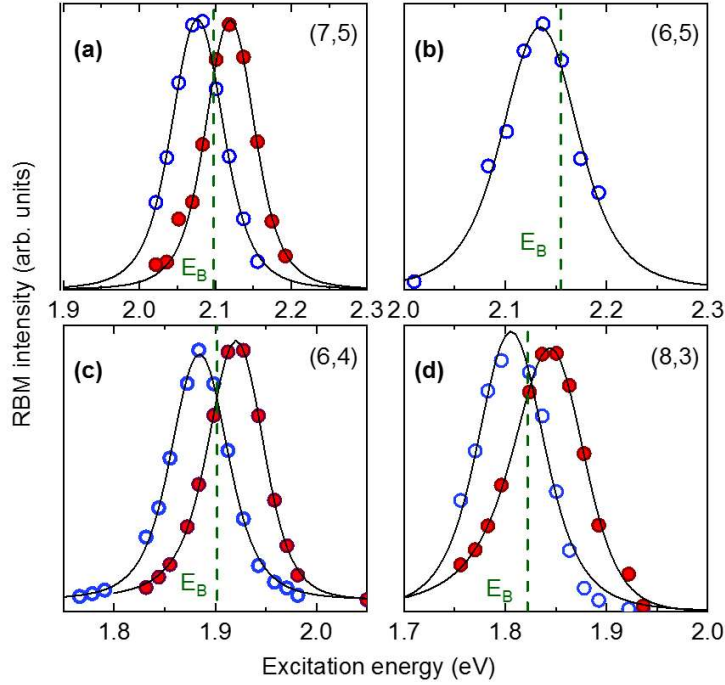 (a)
(7,5)
E_B
1.9 2.0 2.1 2.2 2.3
(b)
(6,5)
E_B
2.0 2.1 2.2 2.3
(c)
(6,4)
E_B
1.8 1.9 2.0
(d)
(8,3)
E_B
1.7 1.8 1.9 2.0
RBM intensity (arb. units)
Excitation energy (eV)